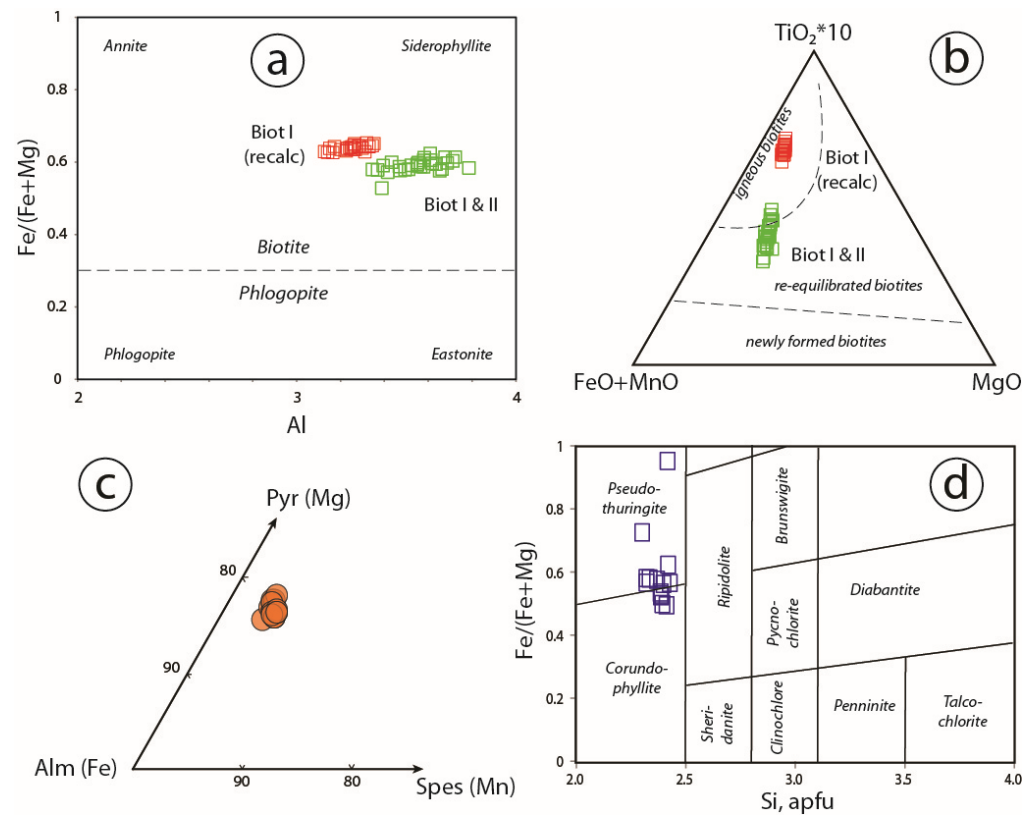 a
Annite
Siderophyllite
Biot I
(recalc)
Biot I & II
Biotite
Phlogopite
Phlogopite
Eastonite
1
0.8
0.6
0.4
0.2
0
2
3
4
Fe/(Fe+Mg)
Al
b
TiO₂*10
igneous biotites
Biot I
(recalc)
Biot I & II
re-equilibrated biotites
newly formed biotites
FeO+MnO
MgO
c
Pyr (Mg)
80
90
Alm (Fe)
90
80
Spes (Mn)
d
1
0.8
0.6
0.4
0.2
0
Fe/(Fe+Mg)
Pseudo-
thuringite
Corundo-
phyllite
Ripidolite
Sheri-
danite
Brunswigite
Pycno-
chlorite
Clinochlore
Diabantite
Penninite
Talco-
chlorite
2.0
2.5
3.0
3.5
4.0
Si, apfu